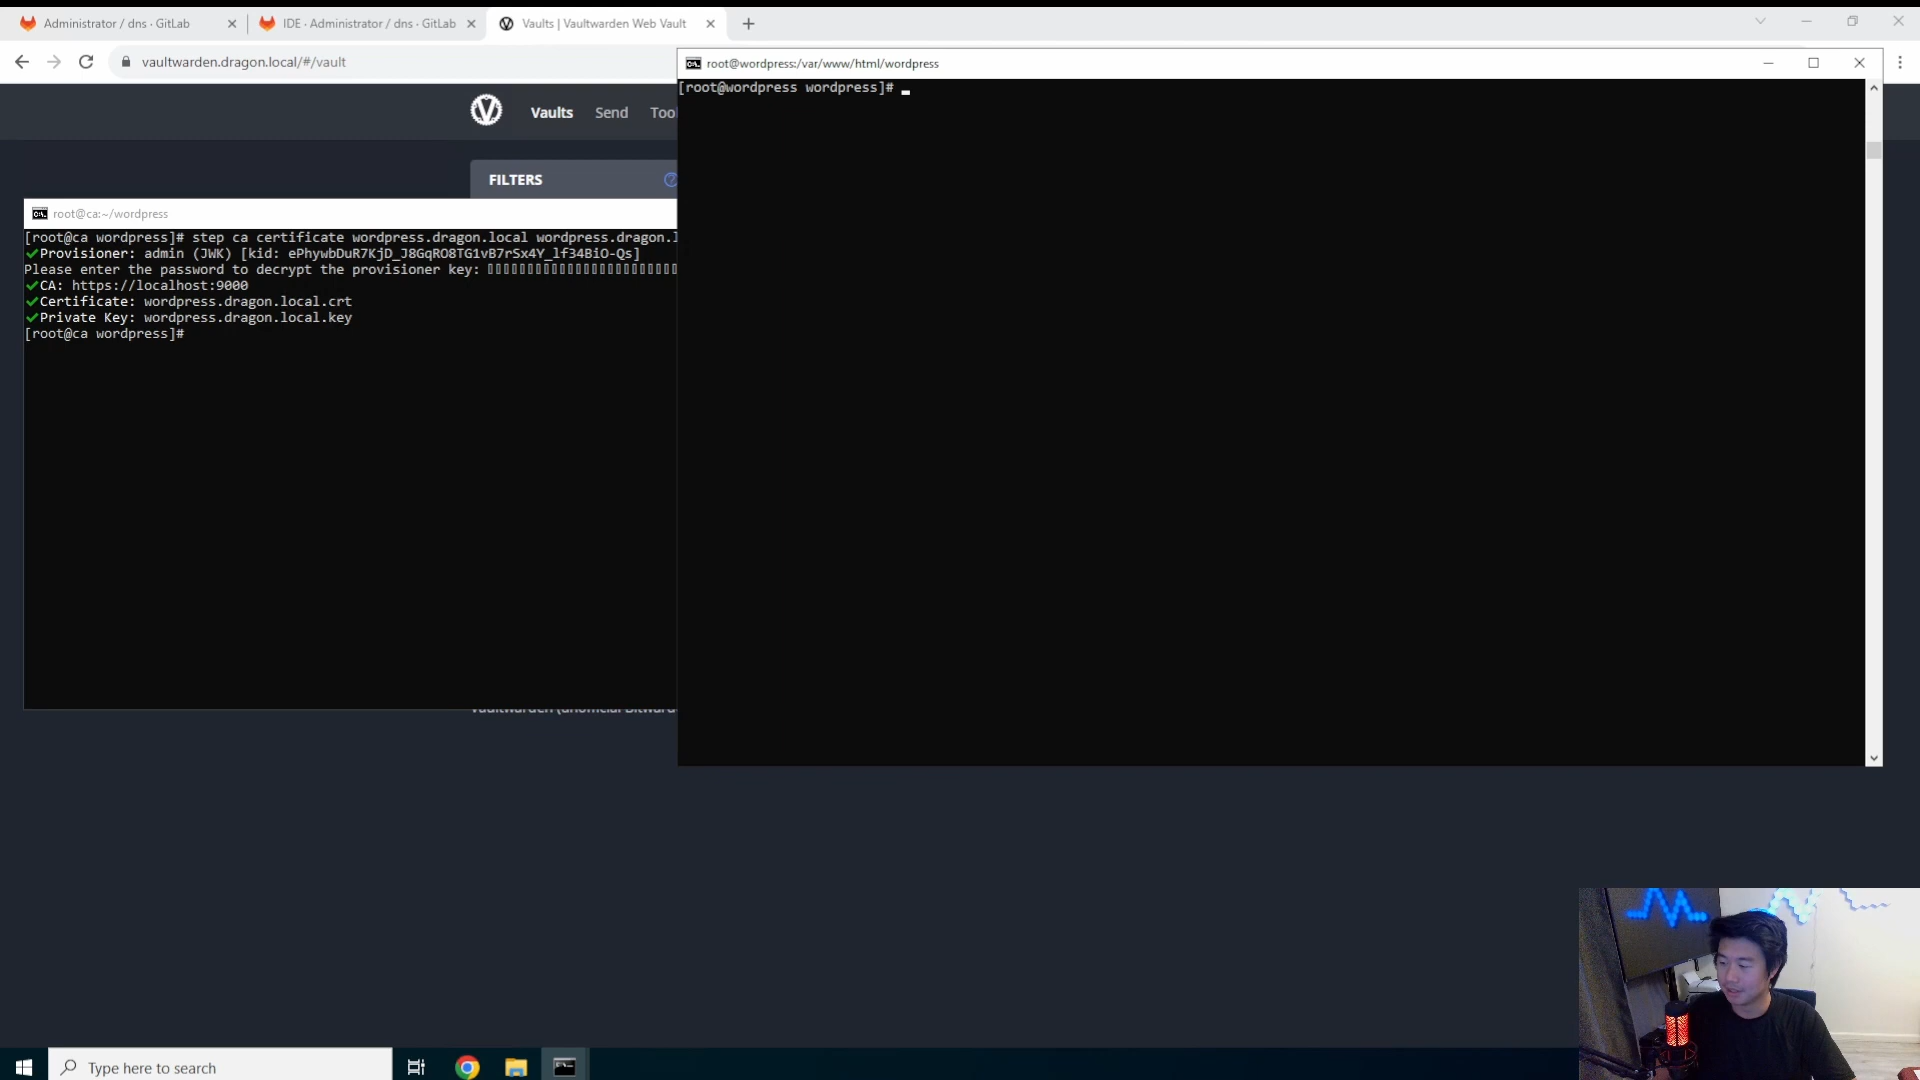 Administrator / dns · GitLab
IDE · Administrator / dns · GitLab
Vaults | Vaultwarden Web Vault
vaultwarden.dragon.local/#/vault
root@wordpress:/var/www/html/wordpress
[root@wordpress wordpress]#
Vaults Send Too
FILTERS
root@ca:~/wordpress
[root@ca wordpress]# step ca certificate wordpress.dragon.local wordpress.dragon.l
✔Provisioner: admin (JWK) [kid: ePhywbDuR7KjD_J8GqRO8TG1vB7rSx4Y_lf34BiO-Qs]
Please enter the password to decrypt the provisioner key:
✔CA: https://localhost:9000
✔Certificate: wordpress.dragon.local.crt
✔Private Key: wordpress.dragon.local.key
[root@ca wordpress]#
Type here to search